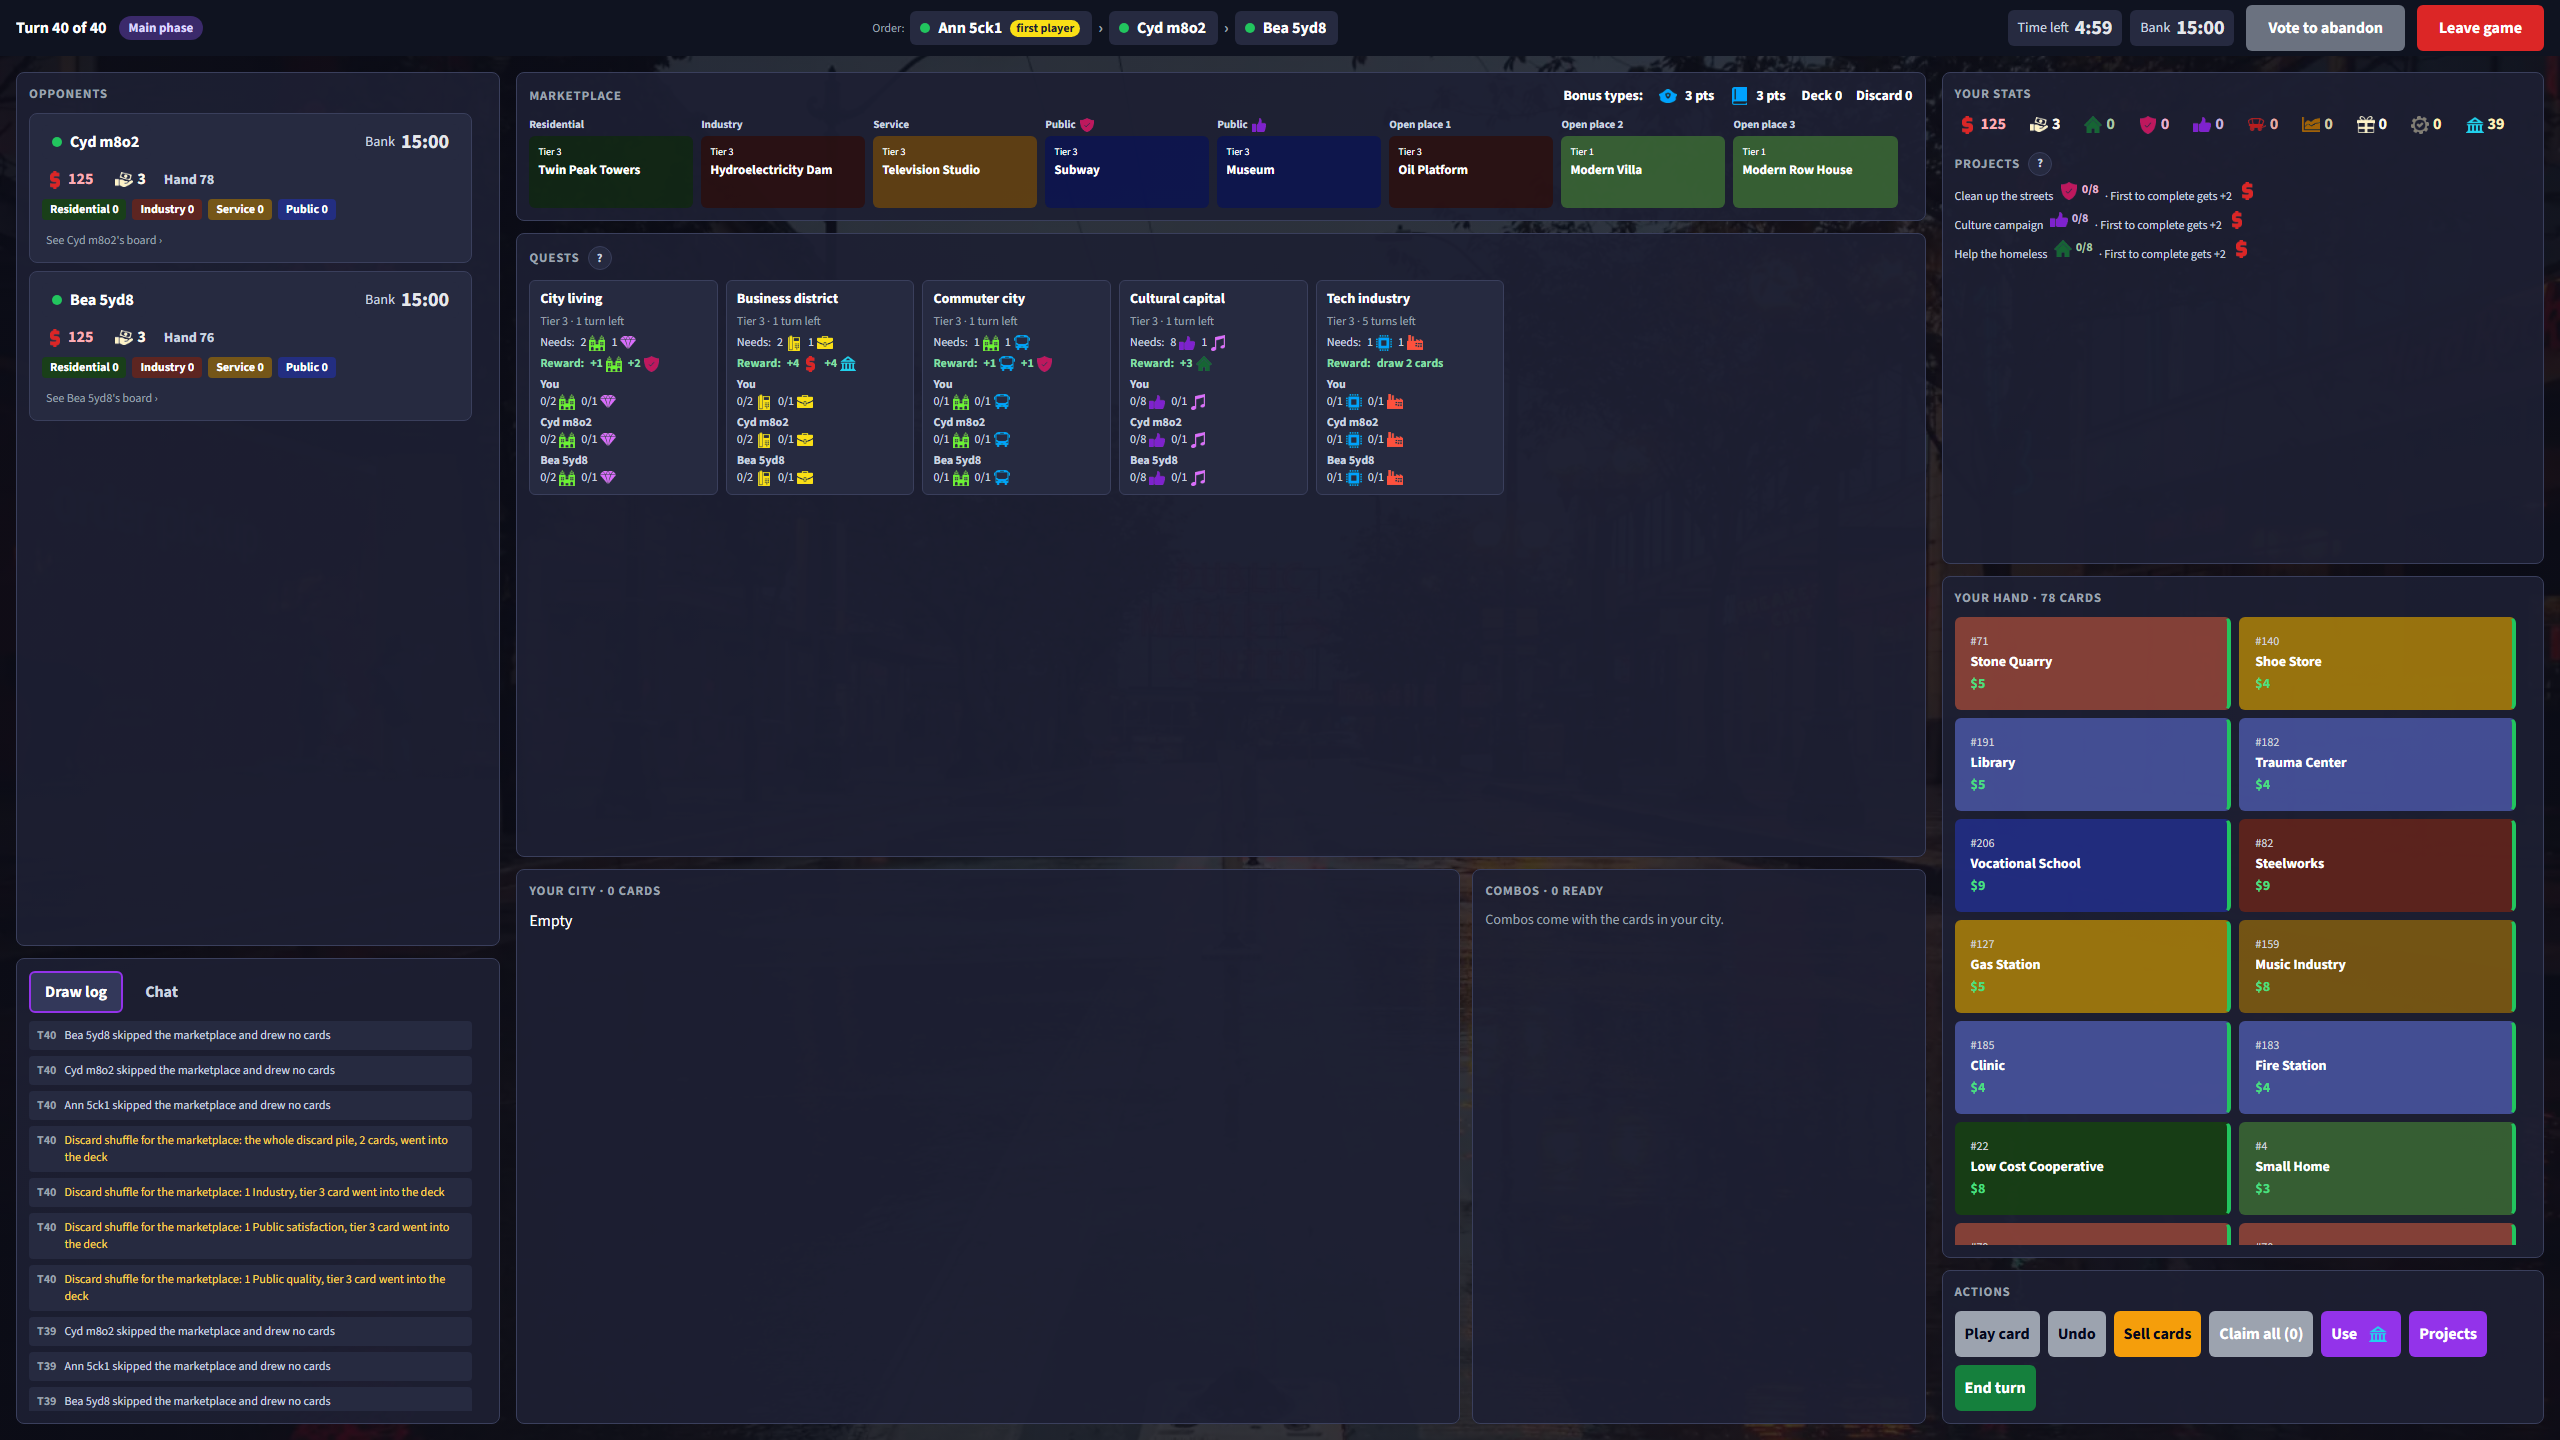 Turn 40 of 40 Main phase
Order: Ann 5ck1 first player › Cyd m8o2 › Bea 5yd8
Time left 4:59 Bank 15:00 Vote to abandon Leave game
OPPONENTS
Cyd m8o2 Bank 15:00
125 3 Hand 78
Residential 0 Industry 0 Service 0 Public 0
See Cyd m8o2's board ›
Bea 5yd8 Bank 15:00
125 3 Hand 76
Residential 0 Industry 0 Service 0 Public 0
See Bea 5yd8's board ›
Draw log Chat
T40 Bea 5yd8 skipped the marketplace and drew no cards
T40 Cyd m8o2 skipped the marketplace and drew no cards
T40 Ann 5ck1 skipped the marketplace and drew no cards
T40 Discard shuffle for the marketplace: the whole discard pile, 2 cards, went into
the deck
T40 Discard shuffle for the marketplace: 1 Industry, tier 3 card went into the deck
T40 Discard shuffle for the marketplace: 1 Public satisfaction, tier 3 card went into
the deck
T40 Discard shuffle for the marketplace: 1 Public quality, tier 3 card went into the
deck
T39 Cyd m8o2 skipped the marketplace and drew no cards
T39 Ann 5ck1 skipped the marketplace and drew no cards
T39 Bea 5yd8 skipped the marketplace and drew no cards
MARKETPLACE
Bonus types: 3 pts 3 pts Deck 0 Discard 0
Residential Industry Service Public Public Open place 1 Open place 2 Open place 3
Tier 3 Tier 3 Tier 3 Tier 3 Tier 3 Tier 3 Tier 1 Tier 1
Twin Peak Towers Hydroelectricity Dam Television Studio Subway Museum Oil Platform Modern Villa Modern Row House
QUESTS ?
City living
Tier 3 · 1 turn left
Needs: 2 1
Reward: +1 +2
You
0/2 0/1
Cyd m8o2
0/2 0/1
Bea 5yd8
0/2 0/1
Business district
Tier 3 · 1 turn left
Needs: 2 1
Reward: +4 +4
You
0/2 0/1
Cyd m8o2
0/2 0/1
Bea 5yd8
0/2 0/1
Commuter city
Tier 3 · 1 turn left
Needs: 1 1
Reward: +1 +1
You
0/1 0/1
Cyd m8o2
0/1 0/1
Bea 5yd8
0/1 0/1
Cultural capital
Tier 3 · 1 turn left
Needs: 8 1
Reward: +3
You
0/8 0/1
Cyd m8o2
0/8 0/1
Bea 5yd8
0/8 0/1
Tech industry
Tier 3 · 5 turns left
Needs: 1 1
Reward: draw 2 cards
You
0/1 0/1
Cyd m8o2
0/1 0/1
Bea 5yd8
0/1 0/1
YOUR CITY · 0 CARDS
Empty
COMBOS · 0 READY
Combos come with the cards in your city.
YOUR STATS
$ 125 3 0 0 0 0 0 0 0 39
PROJECTS ?
Clean up the streets 0/8 · First to complete gets +2 $
Culture campaign 0/8 · First to complete gets +2 $
Help the homeless 0/8 · First to complete gets +2 $
YOUR HAND · 78 CARDS
#71
Stone Quarry
$5
#140
Shoe Store
$4
#191
Library
$5
#182
Trauma Center
$4
#206
Vocational School
$9
#82
Steelworks
$9
#127
Gas Station
$5
#159
Music Industry
$8
#185
Clinic
$4
#183
Fire Station
$4
#22
Low Cost Cooperative
$8
#4
Small Home
$3
ACTIONS
Play card Undo Sell cards Claim all (0) Use Projects
End turn